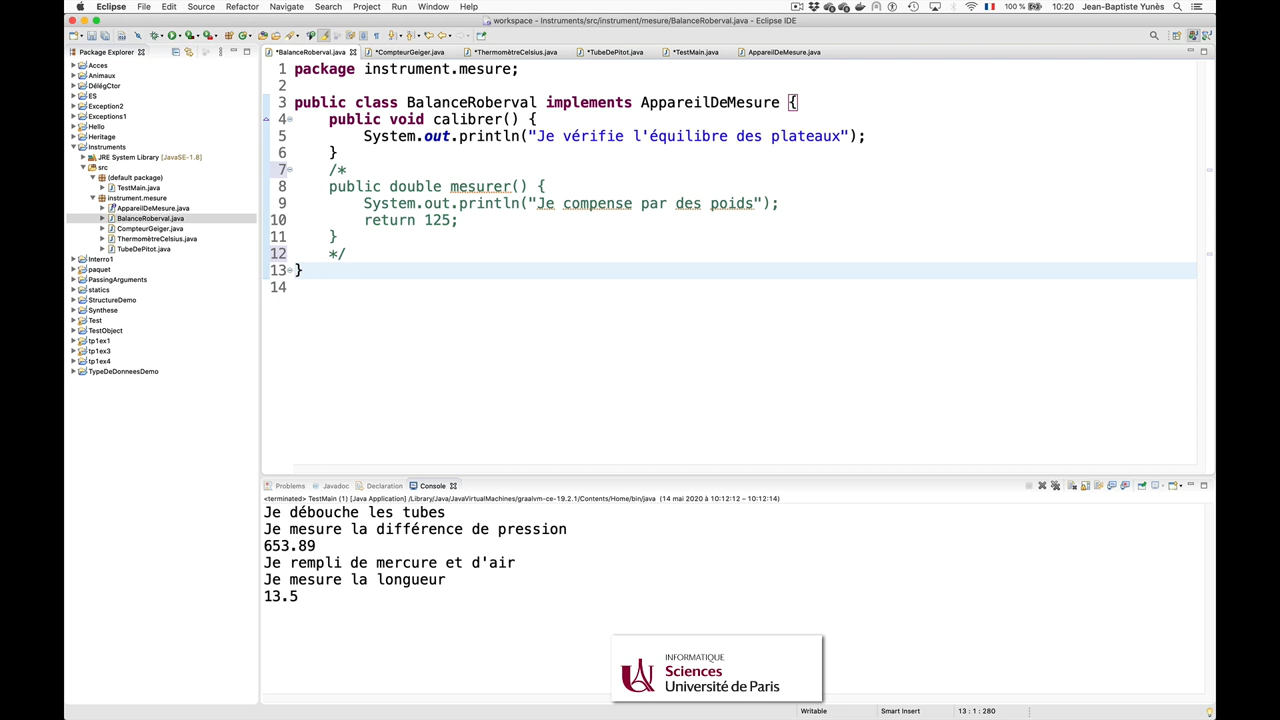 Eclipse File Edit Source Refactor Navigate Search Project Run Window Help 100 % 10:20 Jean-Baptiste Yunès
workspace - Instruments/src/instrument/mesure/BalanceRoberval.java - Eclipse IDE
Package Explorer
Acces
Animaux
DélégCtor
ES
Exception2
Exceptions1
Hello
Heritage
Instruments
JRE System Library [JavaSE-1.8]
src
(default package)
TestMain.java
instrument.mesure
AppareilDeMesure.java
BalanceRoberval.java
CompteurGeiger.java
ThermomètreCelsius.java
TubeDePitot.java
Interro1
paquet
PassingArguments
statics
StructureDemo
Synthese
Test
TestObject
tp1ex1
tp1ex3
tp1ex4
TypeDeDonneesDemo
*BalanceRoberval.java *CompteurGeiger.java *ThermomètreCelsius.java *TubeDePitot.java *TestMain.java AppareilDeMesure.java
1 package instrument.mesure;
2
3 public class BalanceRoberval implements AppareilDeMesure {
4 public void calibrer() {
5 System.out.println("Je vérifie l'équilibre des plateaux");
6 }
7 /*
8 public double mesurer() {
9 System.out.println("Je compense par des poids");
10 return 125;
11 }
12 */
13 }
14
Problems Javadoc Declaration Console
<terminated> TestMain (1) [Java Application] /Library/Java/JavaVirtualMachines/graalvm-ce-19.2.1/Contents/Home/bin/java (14 mai 2020 à 10:12:12 – 10:12:14)
Je débouche les tubes
Je mesure la différence de pression
653.89
Je rempli de mercure et d'air
Je mesure la longueur
13.5
INFORMATIQUE
Sciences
Université de Paris
Writable Smart Insert 13 : 1 : 280